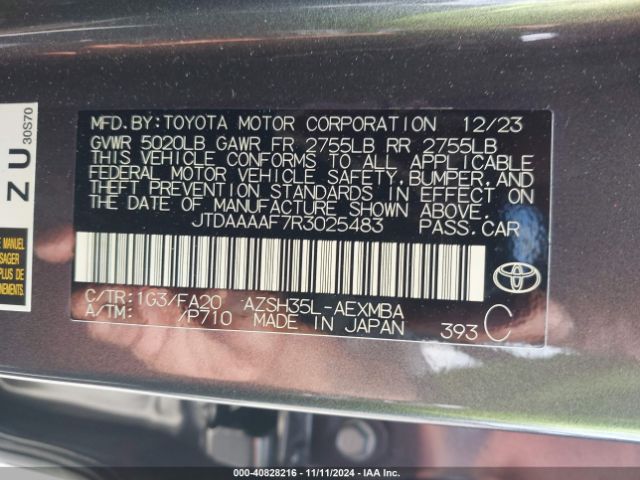 MFD.BY:TOYOTA MOTOR CORPORATION 12/23
GVWR 5020LB GAWR FR 2755LB RR 2755LB
THIS VEHICLE CONFORMS TO ALL APPLICABLE
FEDERAL MOTOR VEHICLE SAFETY,BUMPER,AND
THEFT PREVENTION STANDARDS IN EFFECT ON
THE DATE OF MANUFACTURE SHOWN ABOVE.
JTDAAAAF7R3025483 PASS.CAR
C/TR:1G3/FA20 AZSH35L-AEXMBA
A/TM: /P710 MADE IN JAPAN 393 C
ZU
30S70
E MANUEL
SAGER
INEMENT
000-40828216 - 11/11/2024 - IAA Inc.